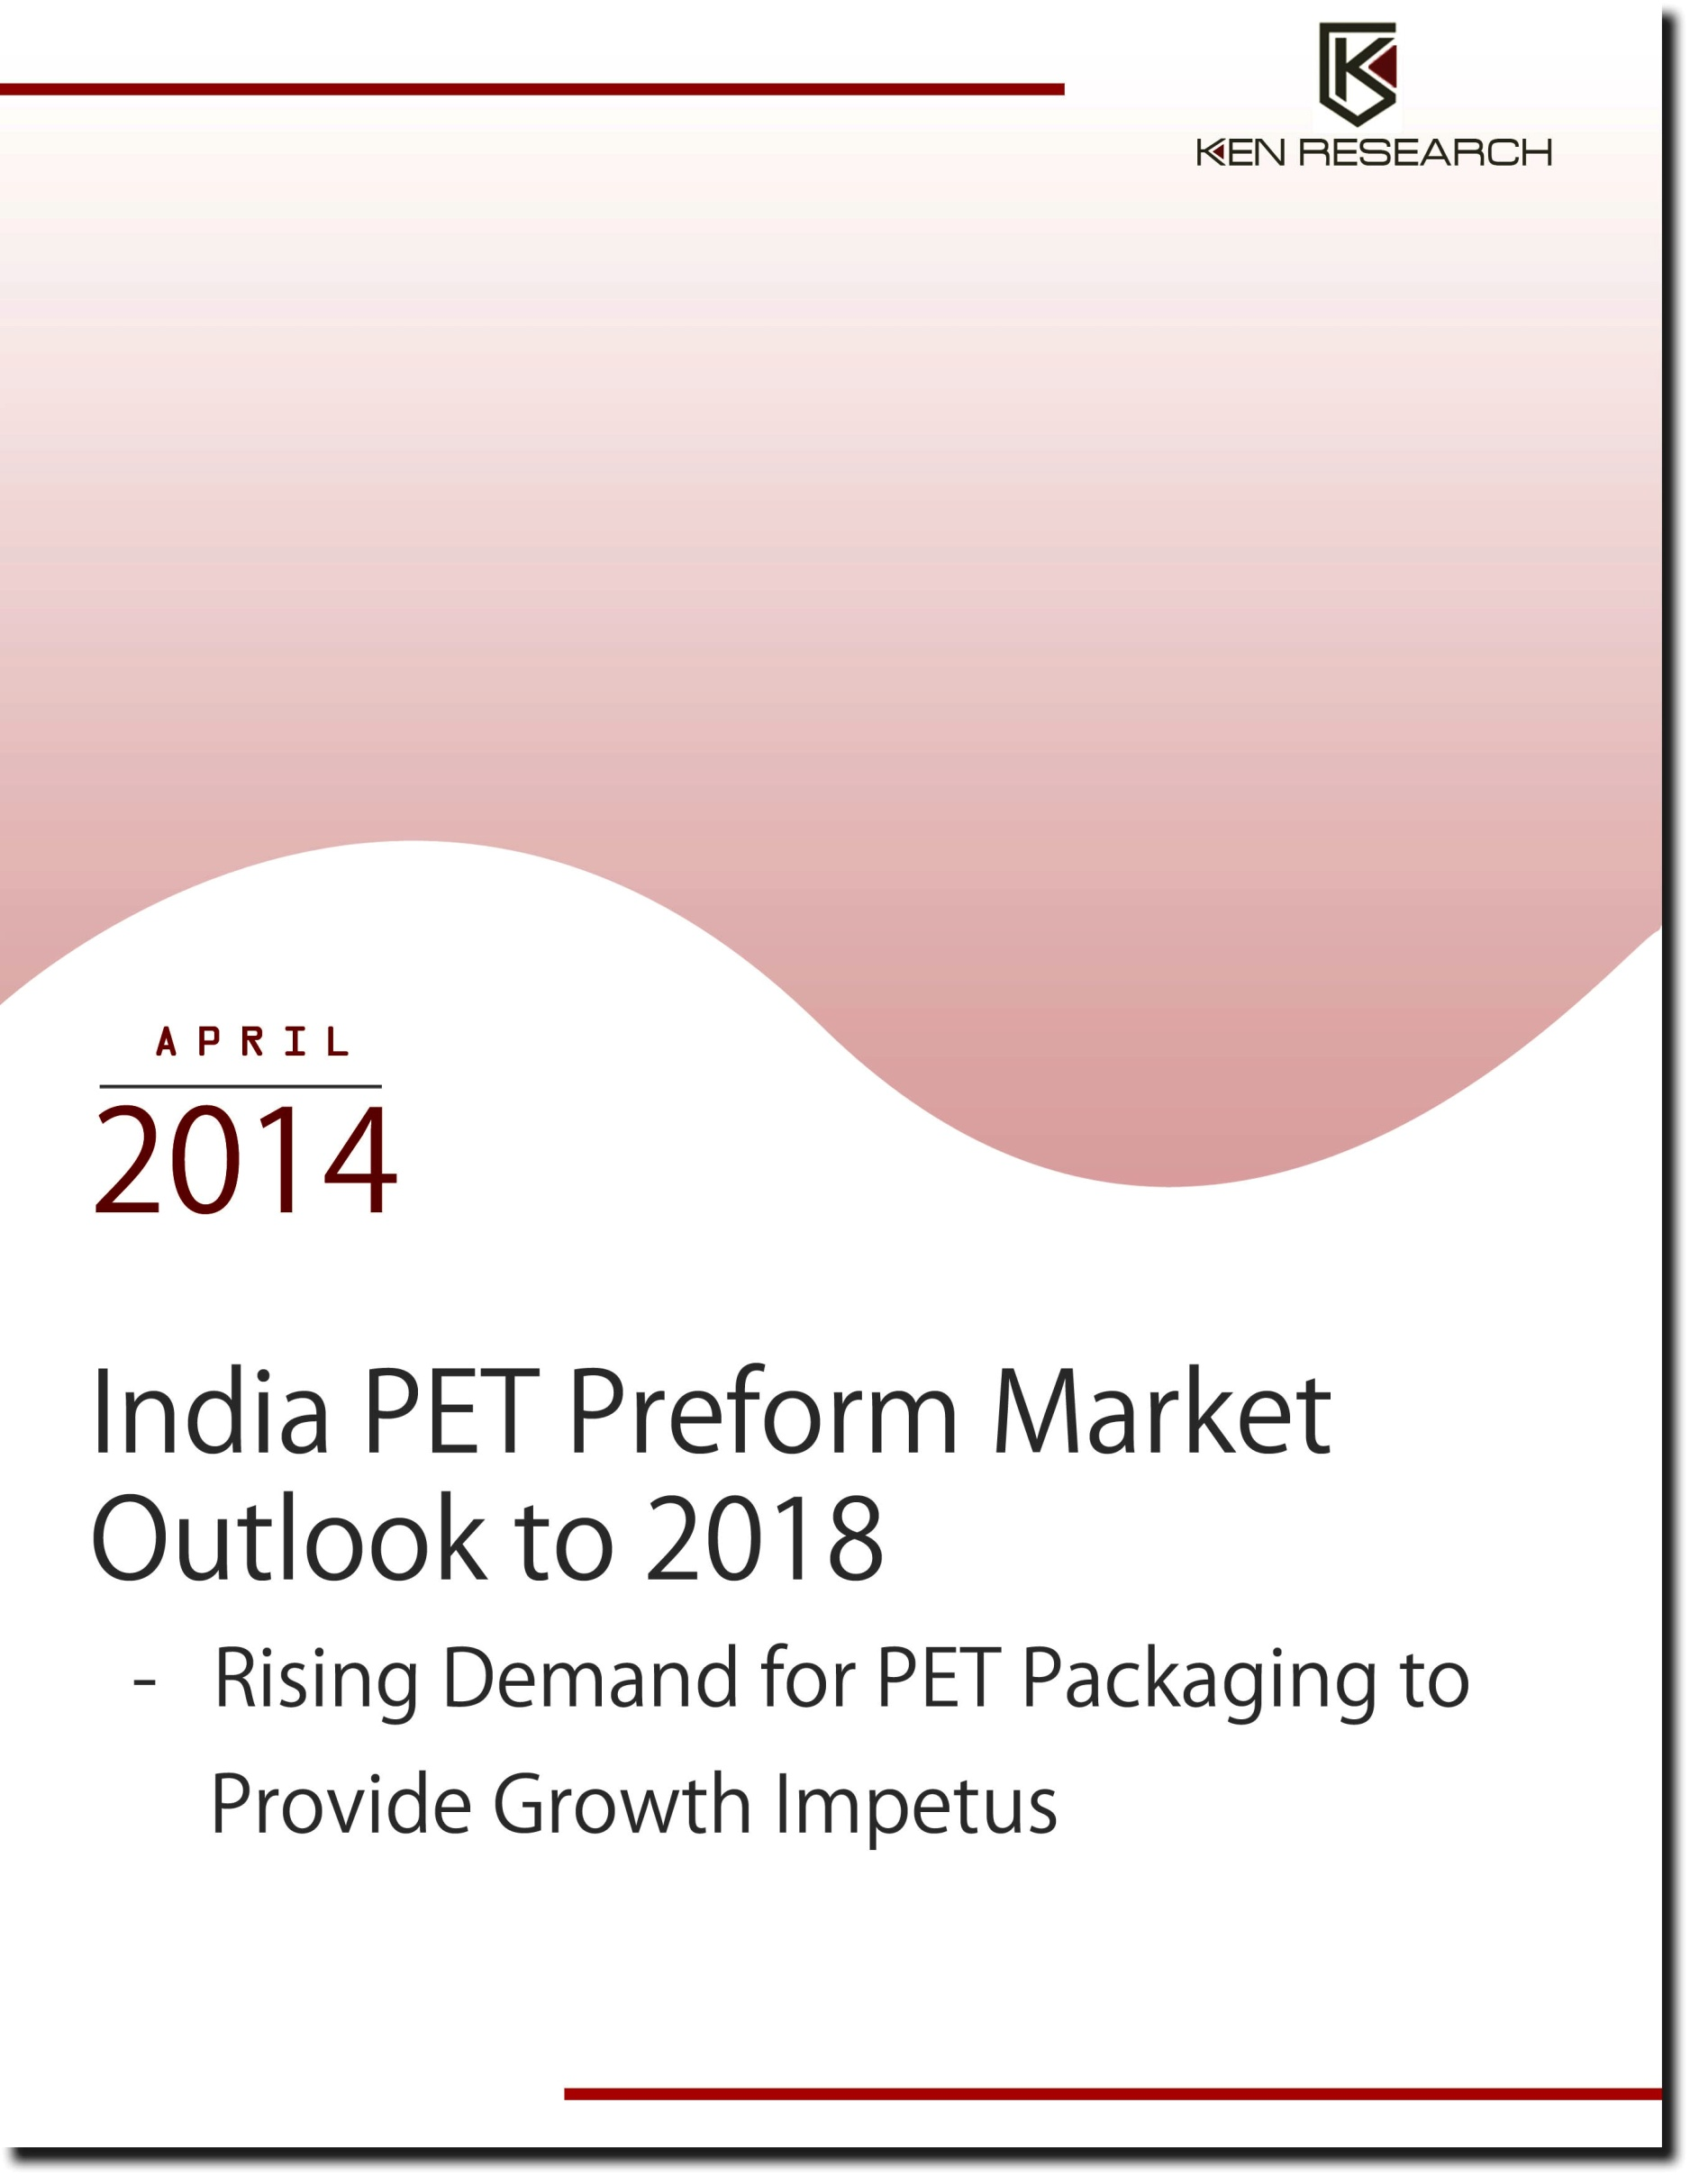 KEN RESEARCH
APRIL
2014
India PET Preform Market
Outlook to 2018
- Rising Demand for PET Packaging to
Provide Growth Impetus